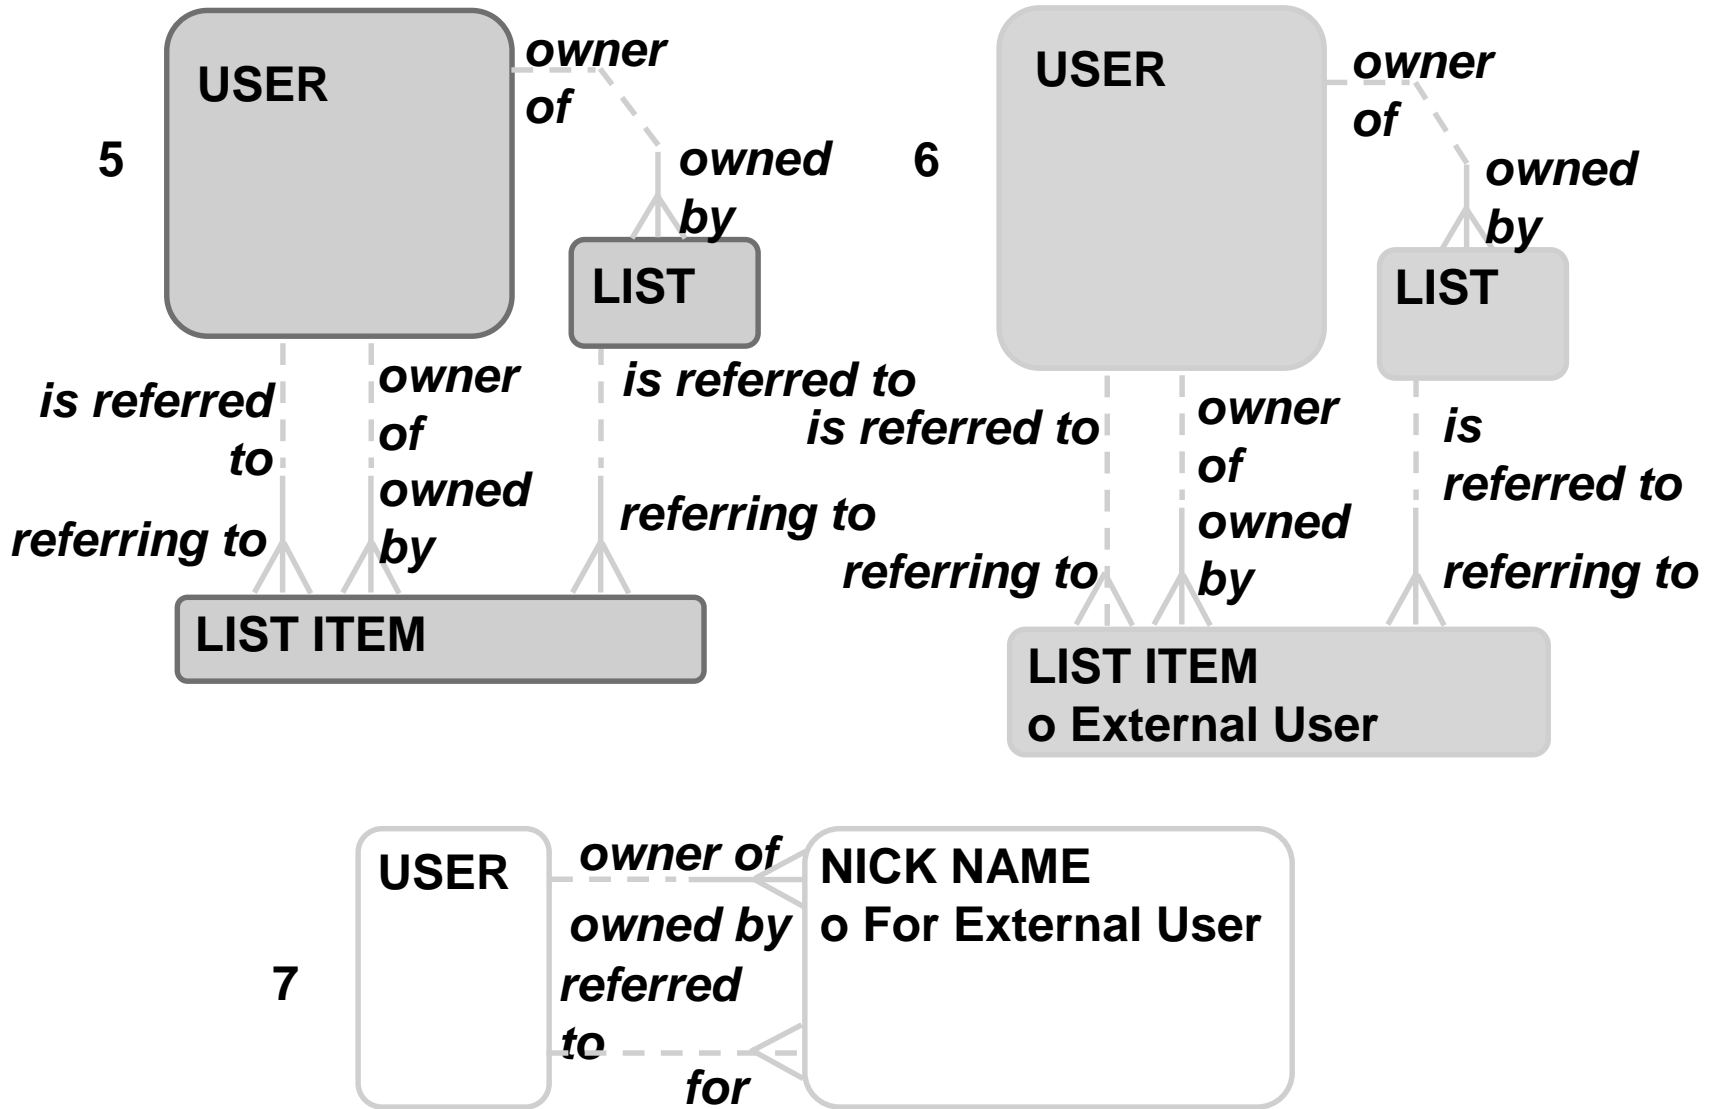 5
USER
owner
of
owned
by
LIST
is referred
to
owner
of
is referred to
referring to
owned
by
referring to
LIST ITEM
6
USER
owner
of
owned
by
LIST
is referred to
owner
of
is
referred to
referring to
owned
by
referring to
LIST ITEM
o External User
7
USER
owner of
owned by
referred
to
for
NICK NAME
o For External User